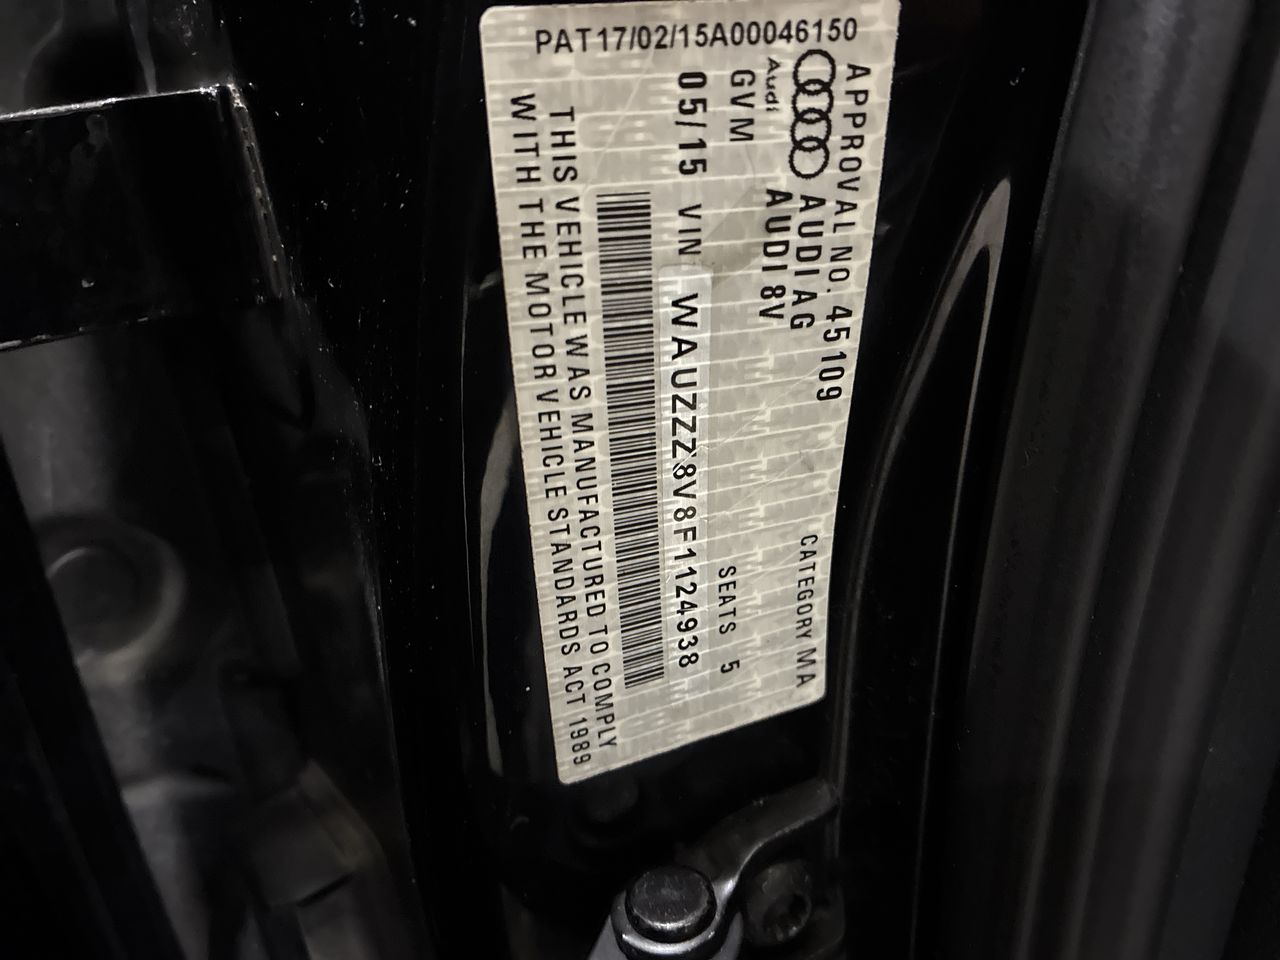 PAT17/02/15A00046150
APPROVAL NO. 45109 CATEGORY MA
Audi AUDI AG
AUDI 8V
GVM SEATS 5
05/15 VIN WAUZZZ8V8F1124938
THIS VEHICLE WAS MANUFACTURED TO COMPLY
WITH THE MOTOR VEHICLE STANDARDS ACT 1989